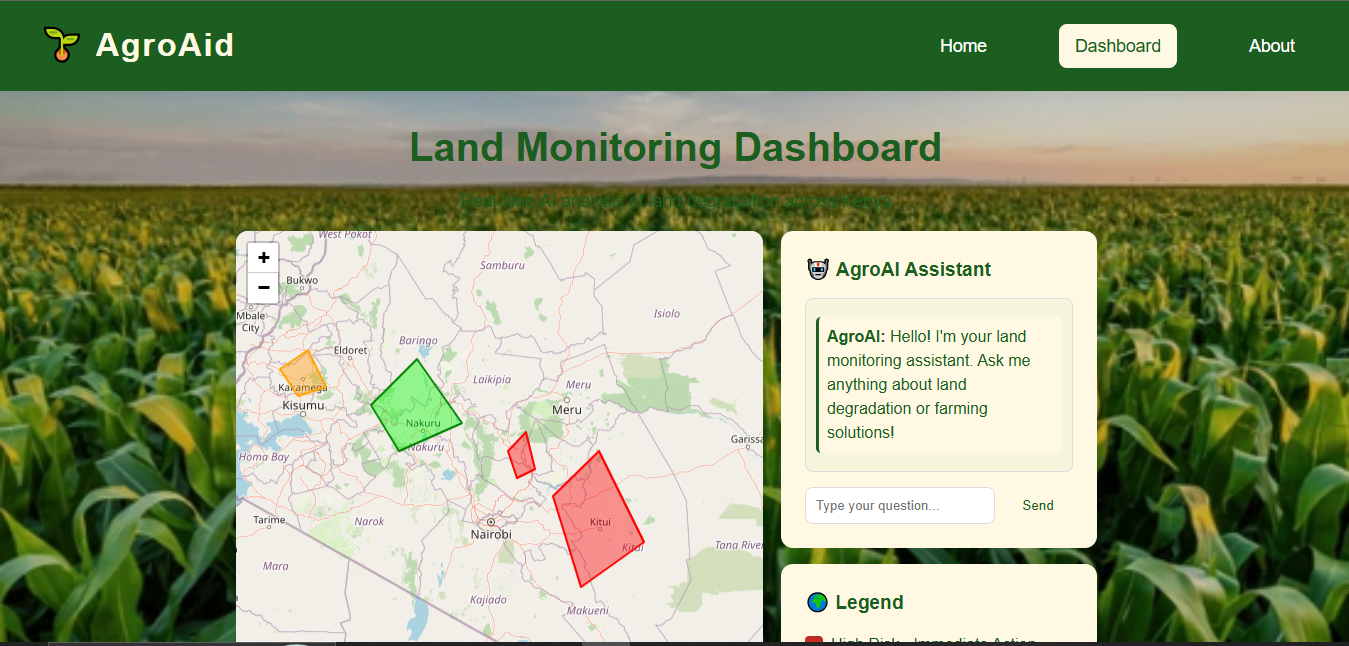 AgroAid
Home
Dashboard
About
Land Monitoring Dashboard
Real-time AI analysis of land degradation across Kenya
+
−
West Pokot
Samburu
Bukwo
Isiolo
Mbale
City
Eldoret
Baringo
Laikipia
Meru
Kakamega
Kisumu
Meru
Nakuru
Nakuru
Garissa
Homa Bay
Tarime
Narok
Nairobi
Kitui
Kitui
Tana River
Mara
Kajiado
Makueni
AgroAI Assistant
AgroAI: Hello! I'm your land
monitoring assistant. Ask me
anything about land
degradation or farming
solutions!
Type your question...
Send
Legend
High Risk - Immediate Action